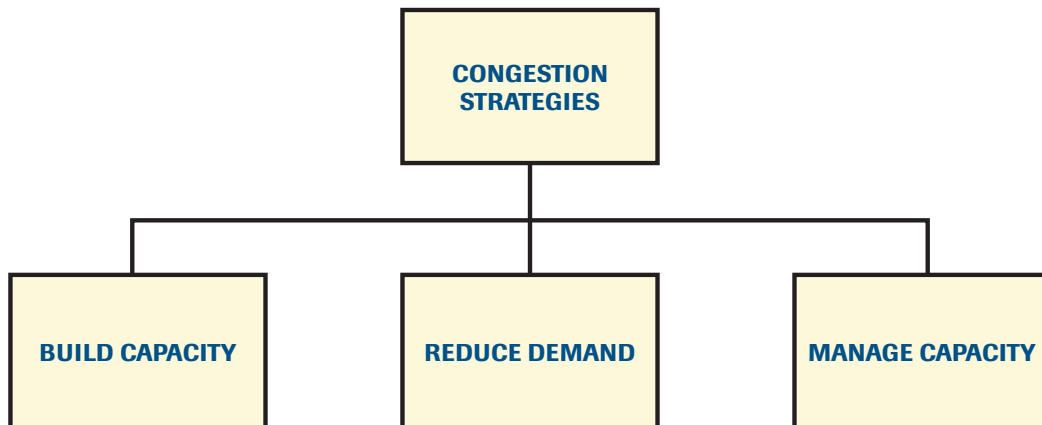 CONGESTION
STRATEGIES
BUILD CAPACITY
REDUCE DEMAND
MANAGE CAPACITY